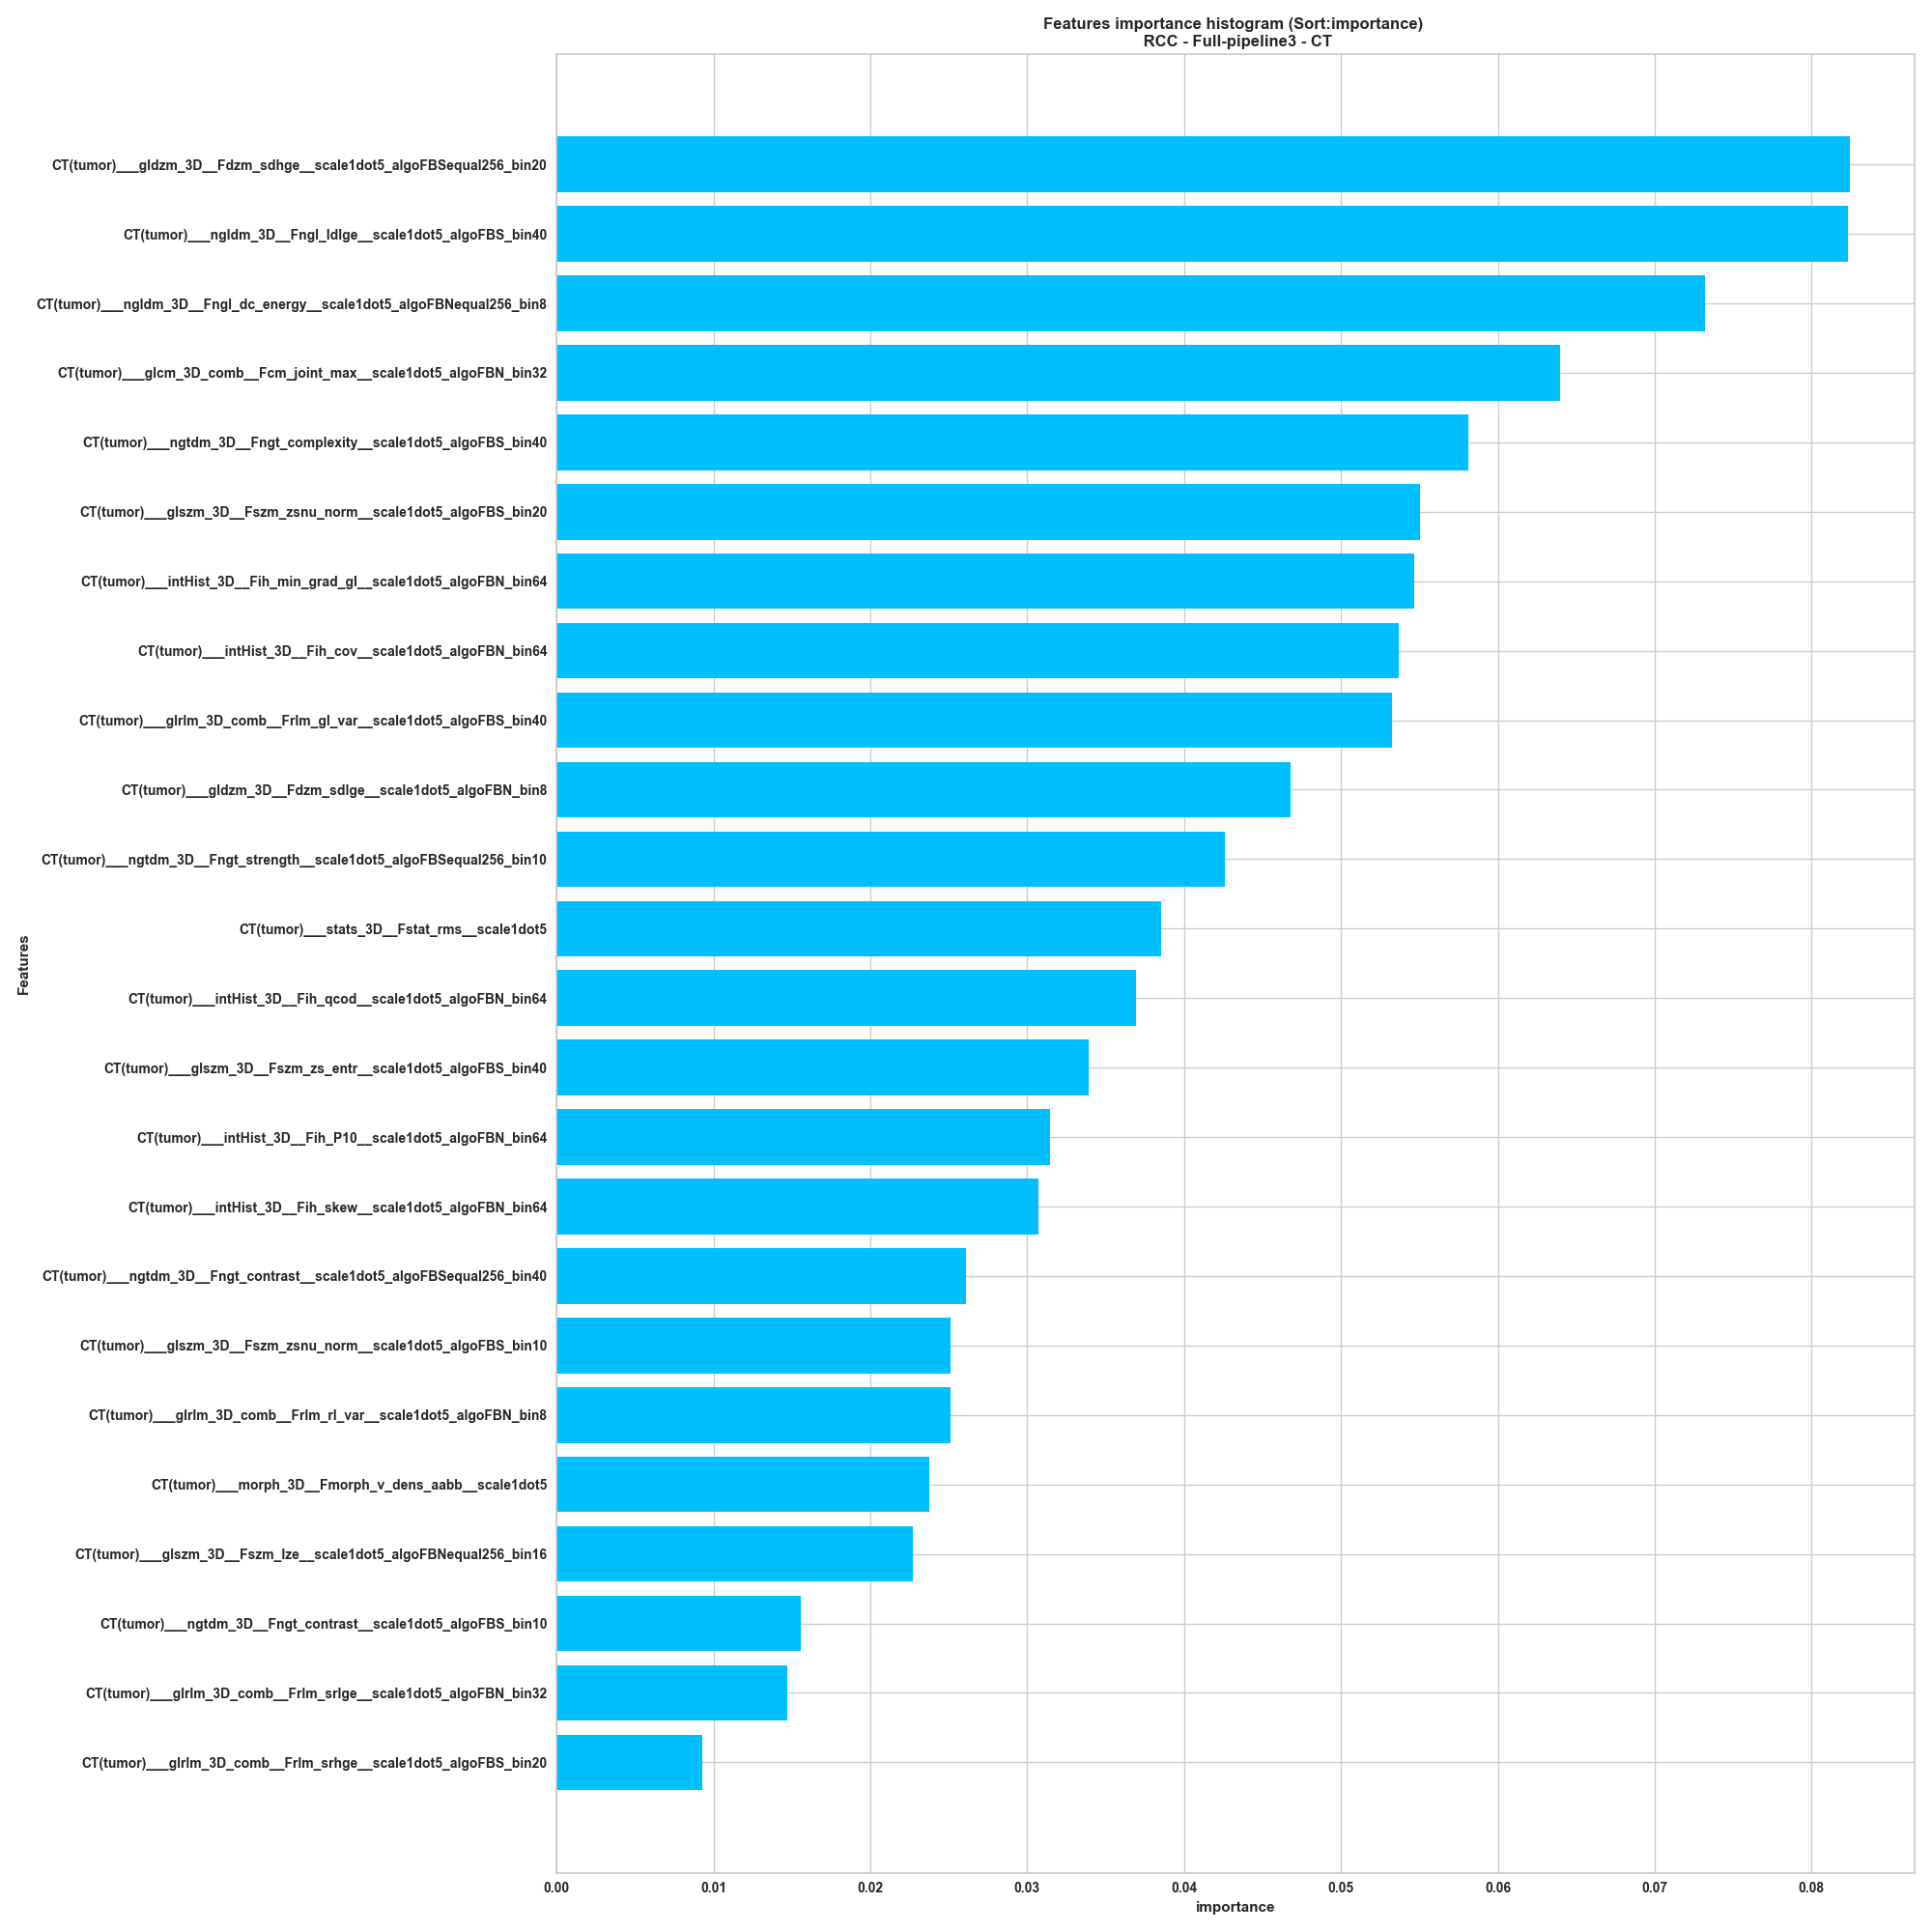 Features importance histogram (Sort:importance)
RCC - Full-pipeline3 - CT
CT(tumor)___gldzm_3D__Fdzm_sdhge__scale1dot5_algoFBSequal256_bin20
CT(tumor)___ngldm_3D__Fngl_ldlge__scale1dot5_algoFBS_bin40
CT(tumor)___ngldm_3D__Fngl_dc_energy__scale1dot5_algoFBNequal256_bin8
CT(tumor)___glcm_3D_comb__Fcm_joint_max__scale1dot5_algoFBN_bin32
CT(tumor)___ngtdm_3D__Fngt_complexity__scale1dot5_algoFBS_bin40
CT(tumor)___glszm_3D__Fszm_zsnu_norm__scale1dot5_algoFBS_bin20
CT(tumor)___intHist_3D__Fih_min_grad_gl__scale1dot5_algoFBN_bin64
CT(tumor)___intHist_3D__Fih_cov__scale1dot5_algoFBN_bin64
CT(tumor)___glrlm_3D_comb__Frlm_gl_var__scale1dot5_algoFBS_bin40
CT(tumor)___gldzm_3D__Fdzm_sdlge__scale1dot5_algoFBN_bin8
CT(tumor)___ngtdm_3D__Fngt_strength__scale1dot5_algoFBSequal256_bin10
CT(tumor)___stats_3D__Fstat_rms__scale1dot5
CT(tumor)___intHist_3D__Fih_qcod__scale1dot5_algoFBN_bin64
CT(tumor)___glszm_3D__Fszm_zs_entr__scale1dot5_algoFBS_bin40
CT(tumor)___intHist_3D__Fih_P10__scale1dot5_algoFBN_bin64
CT(tumor)___intHist_3D__Fih_skew__scale1dot5_algoFBN_bin64
CT(tumor)___ngtdm_3D__Fngt_contrast__scale1dot5_algoFBSequal256_bin40
CT(tumor)___glszm_3D__Fszm_zsnu_norm__scale1dot5_algoFBS_bin10
CT(tumor)___glrlm_3D_comb__Frlm_rl_var__scale1dot5_algoFBN_bin8
CT(tumor)___morph_3D__Fmorph_v_dens_aabb__scale1dot5
CT(tumor)___glszm_3D__Fszm_lze__scale1dot5_algoFBNequal256_bin16
CT(tumor)___ngtdm_3D__Fngt_contrast__scale1dot5_algoFBS_bin10
CT(tumor)___glrlm_3D_comb__Frlm_srlge__scale1dot5_algoFBN_bin32
CT(tumor)___glrlm_3D_comb__Frlm_srhge__scale1dot5_algoFBS_bin20
Features
0.00 0.01 0.02 0.03 0.04 0.05 0.06 0.07 0.08
importance